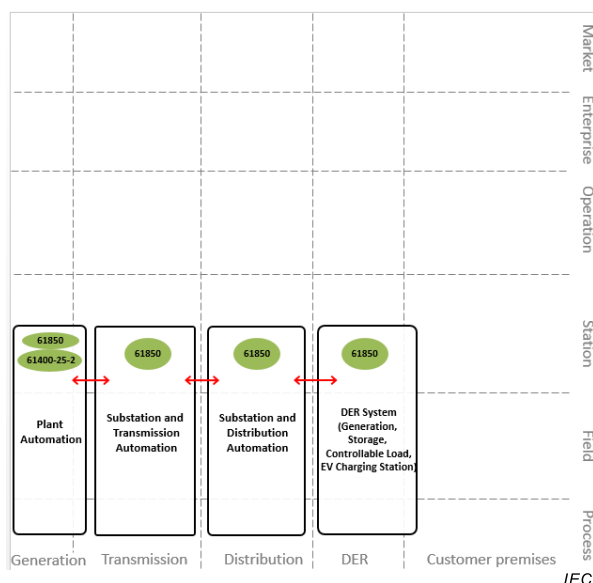 Market
Enterprise
Operation
Station
Field
Process
61850
61400-25-2
61850
61850
61850
Plant
Automation
Substation and
Transmission
Automation
Substation and
Distribution
Automation
DER System
(Generation,
Storage,
Controllable Load,
EV Charging Station)
Generation
Transmission
Distribution
DER
Customer premises
IEC